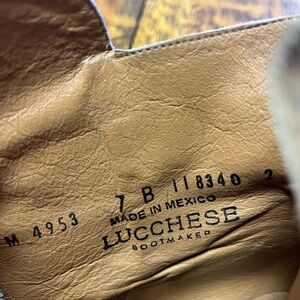 M 4953 7 B 118340 2
MADE IN MEXICO
LUCCHESE
BOOTMAKER